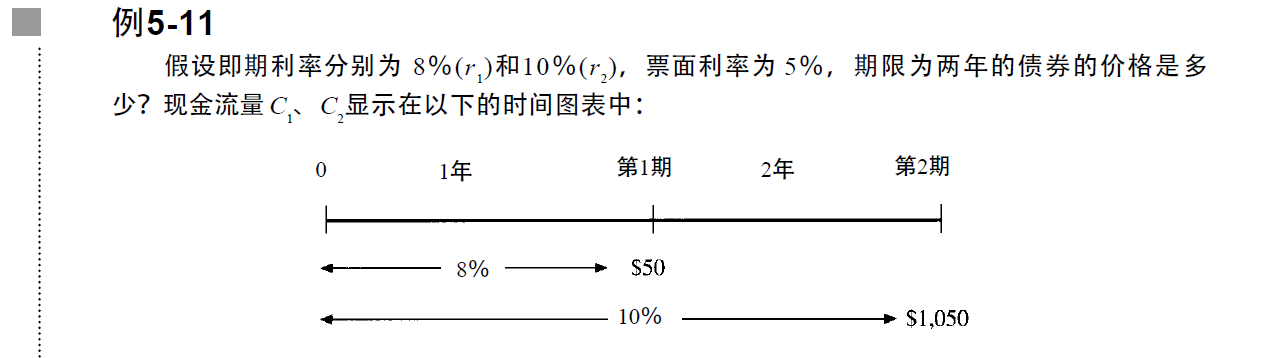 例5-11
假设即期利率分别为 8%(r₁)和10%(r₂)，票面利率为 5%，期限为两年的债券的价格是多
少？现金流量 C₁、C₂显示在以下的时间图表中：
0 1年 第1期 2年 第2期
8% $50
10% $1,050